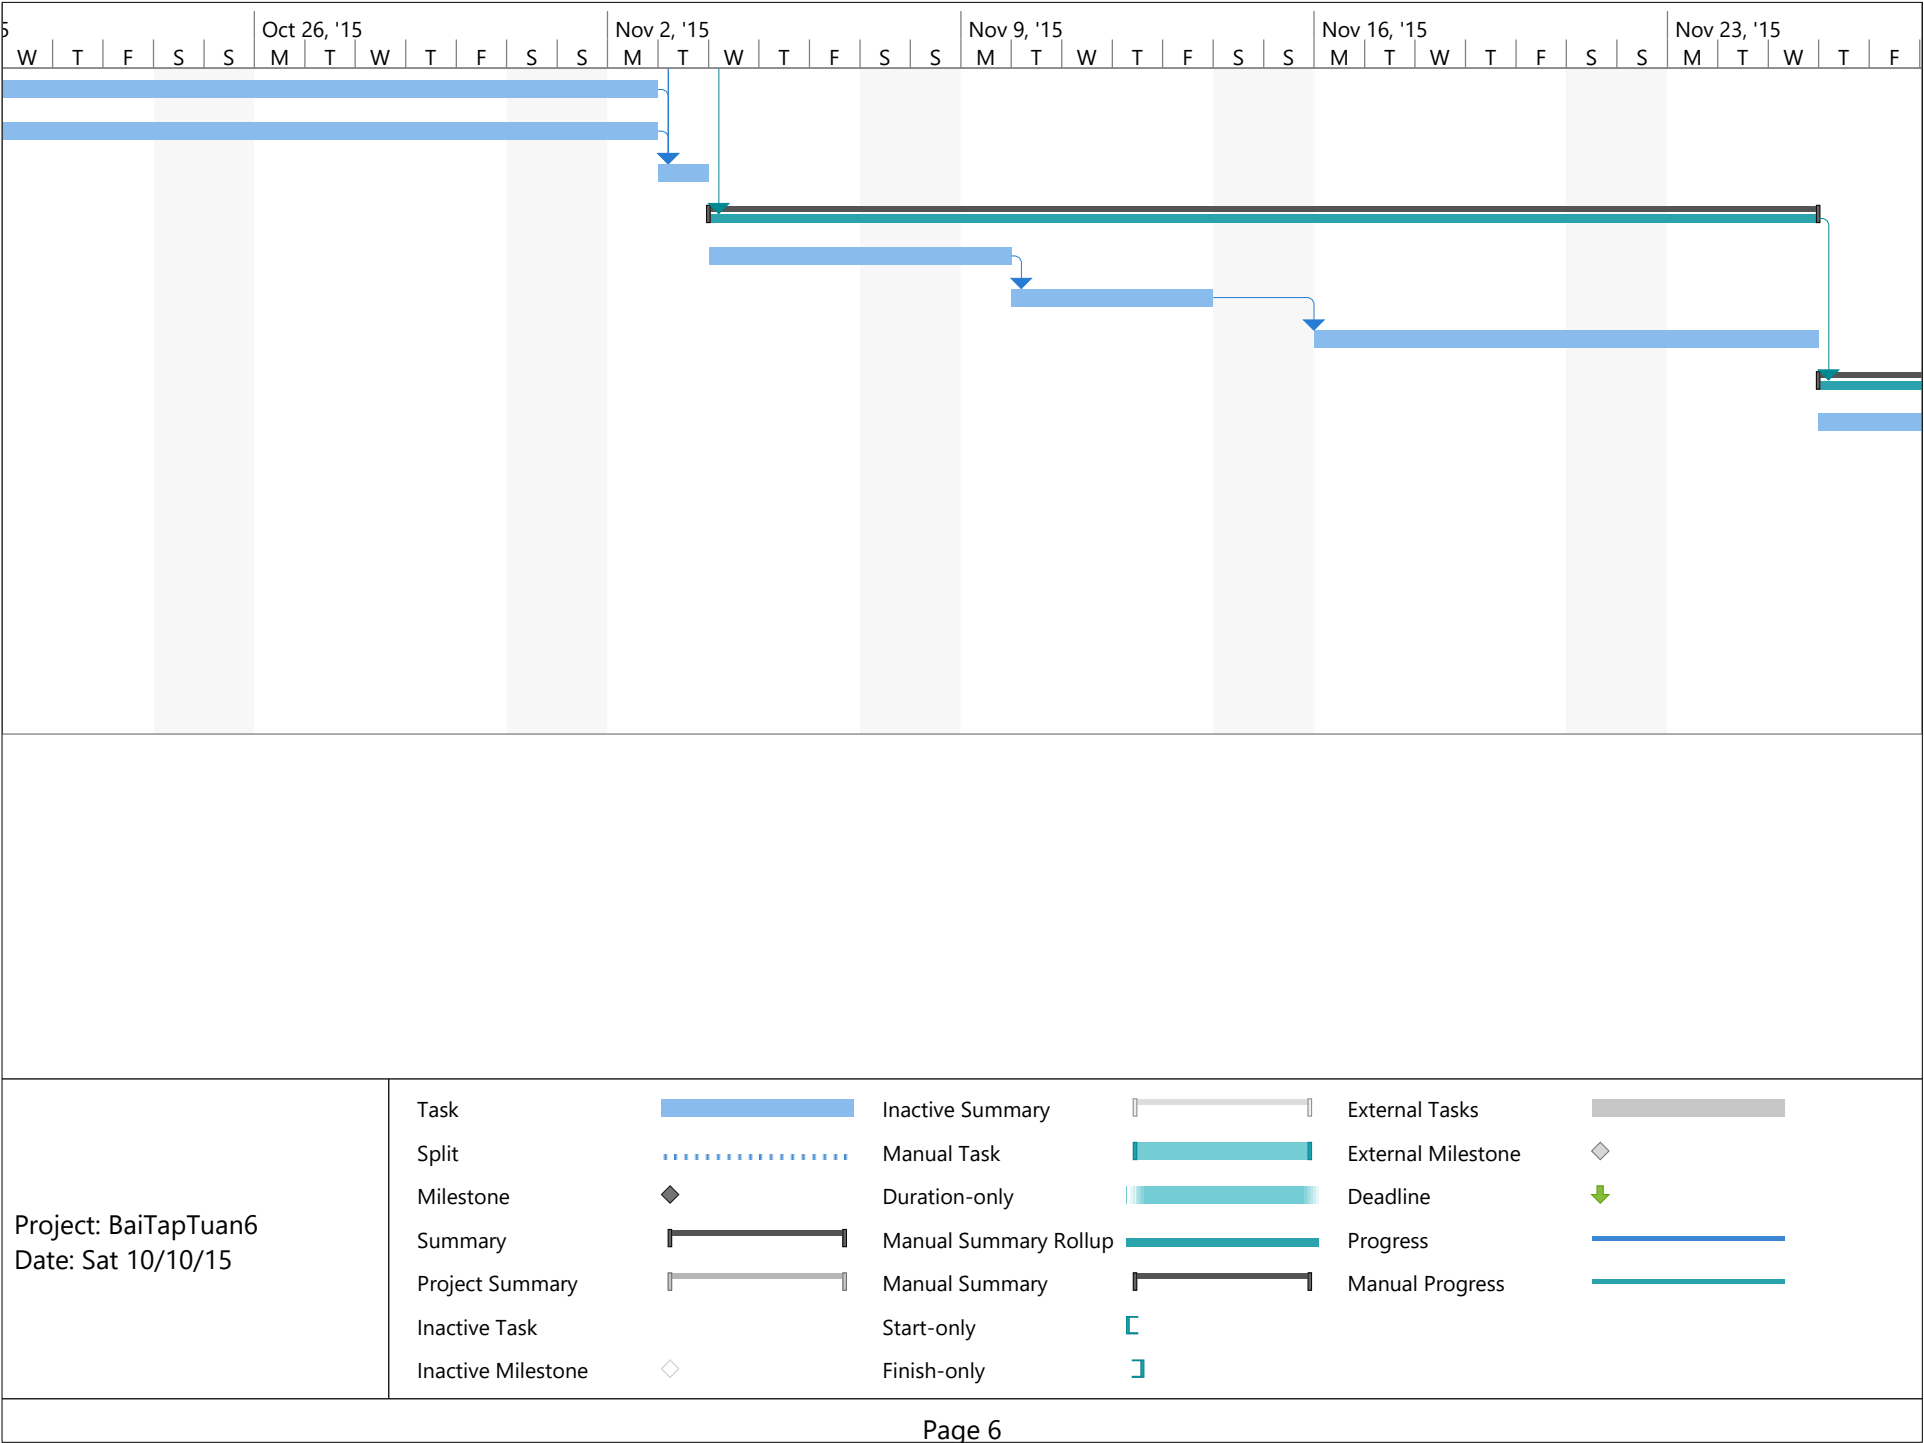 5 Oct 26, '15 Nov 2, '15 Nov 9, '15 Nov 16, '15 Nov 23, '15
W T F S S M T W T F S S M T W T F S S M T W T F S S M T W T F S S M T W T F
Project: BaiTapTuan6
Date: Sat 10/10/15
Task
Split
Milestone
Summary
Project Summary
Inactive Task
Inactive Milestone
Inactive Summary
Manual Task
Duration-only
Manual Summary Rollup
Manual Summary
Start-only
Finish-only
External Tasks
External Milestone
Deadline
Progress
Manual Progress
Page 6